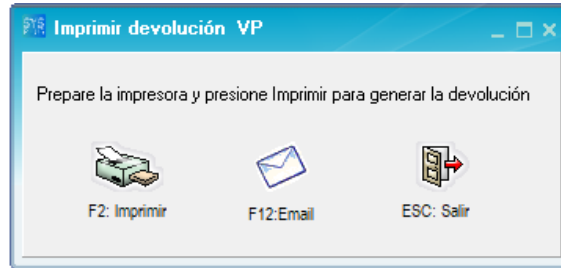 Imprimir devolución VP
Prepare la impresora y presione Imprimir para generar la devolución
F2: Imprimir
F12:Email
ESC: Salir